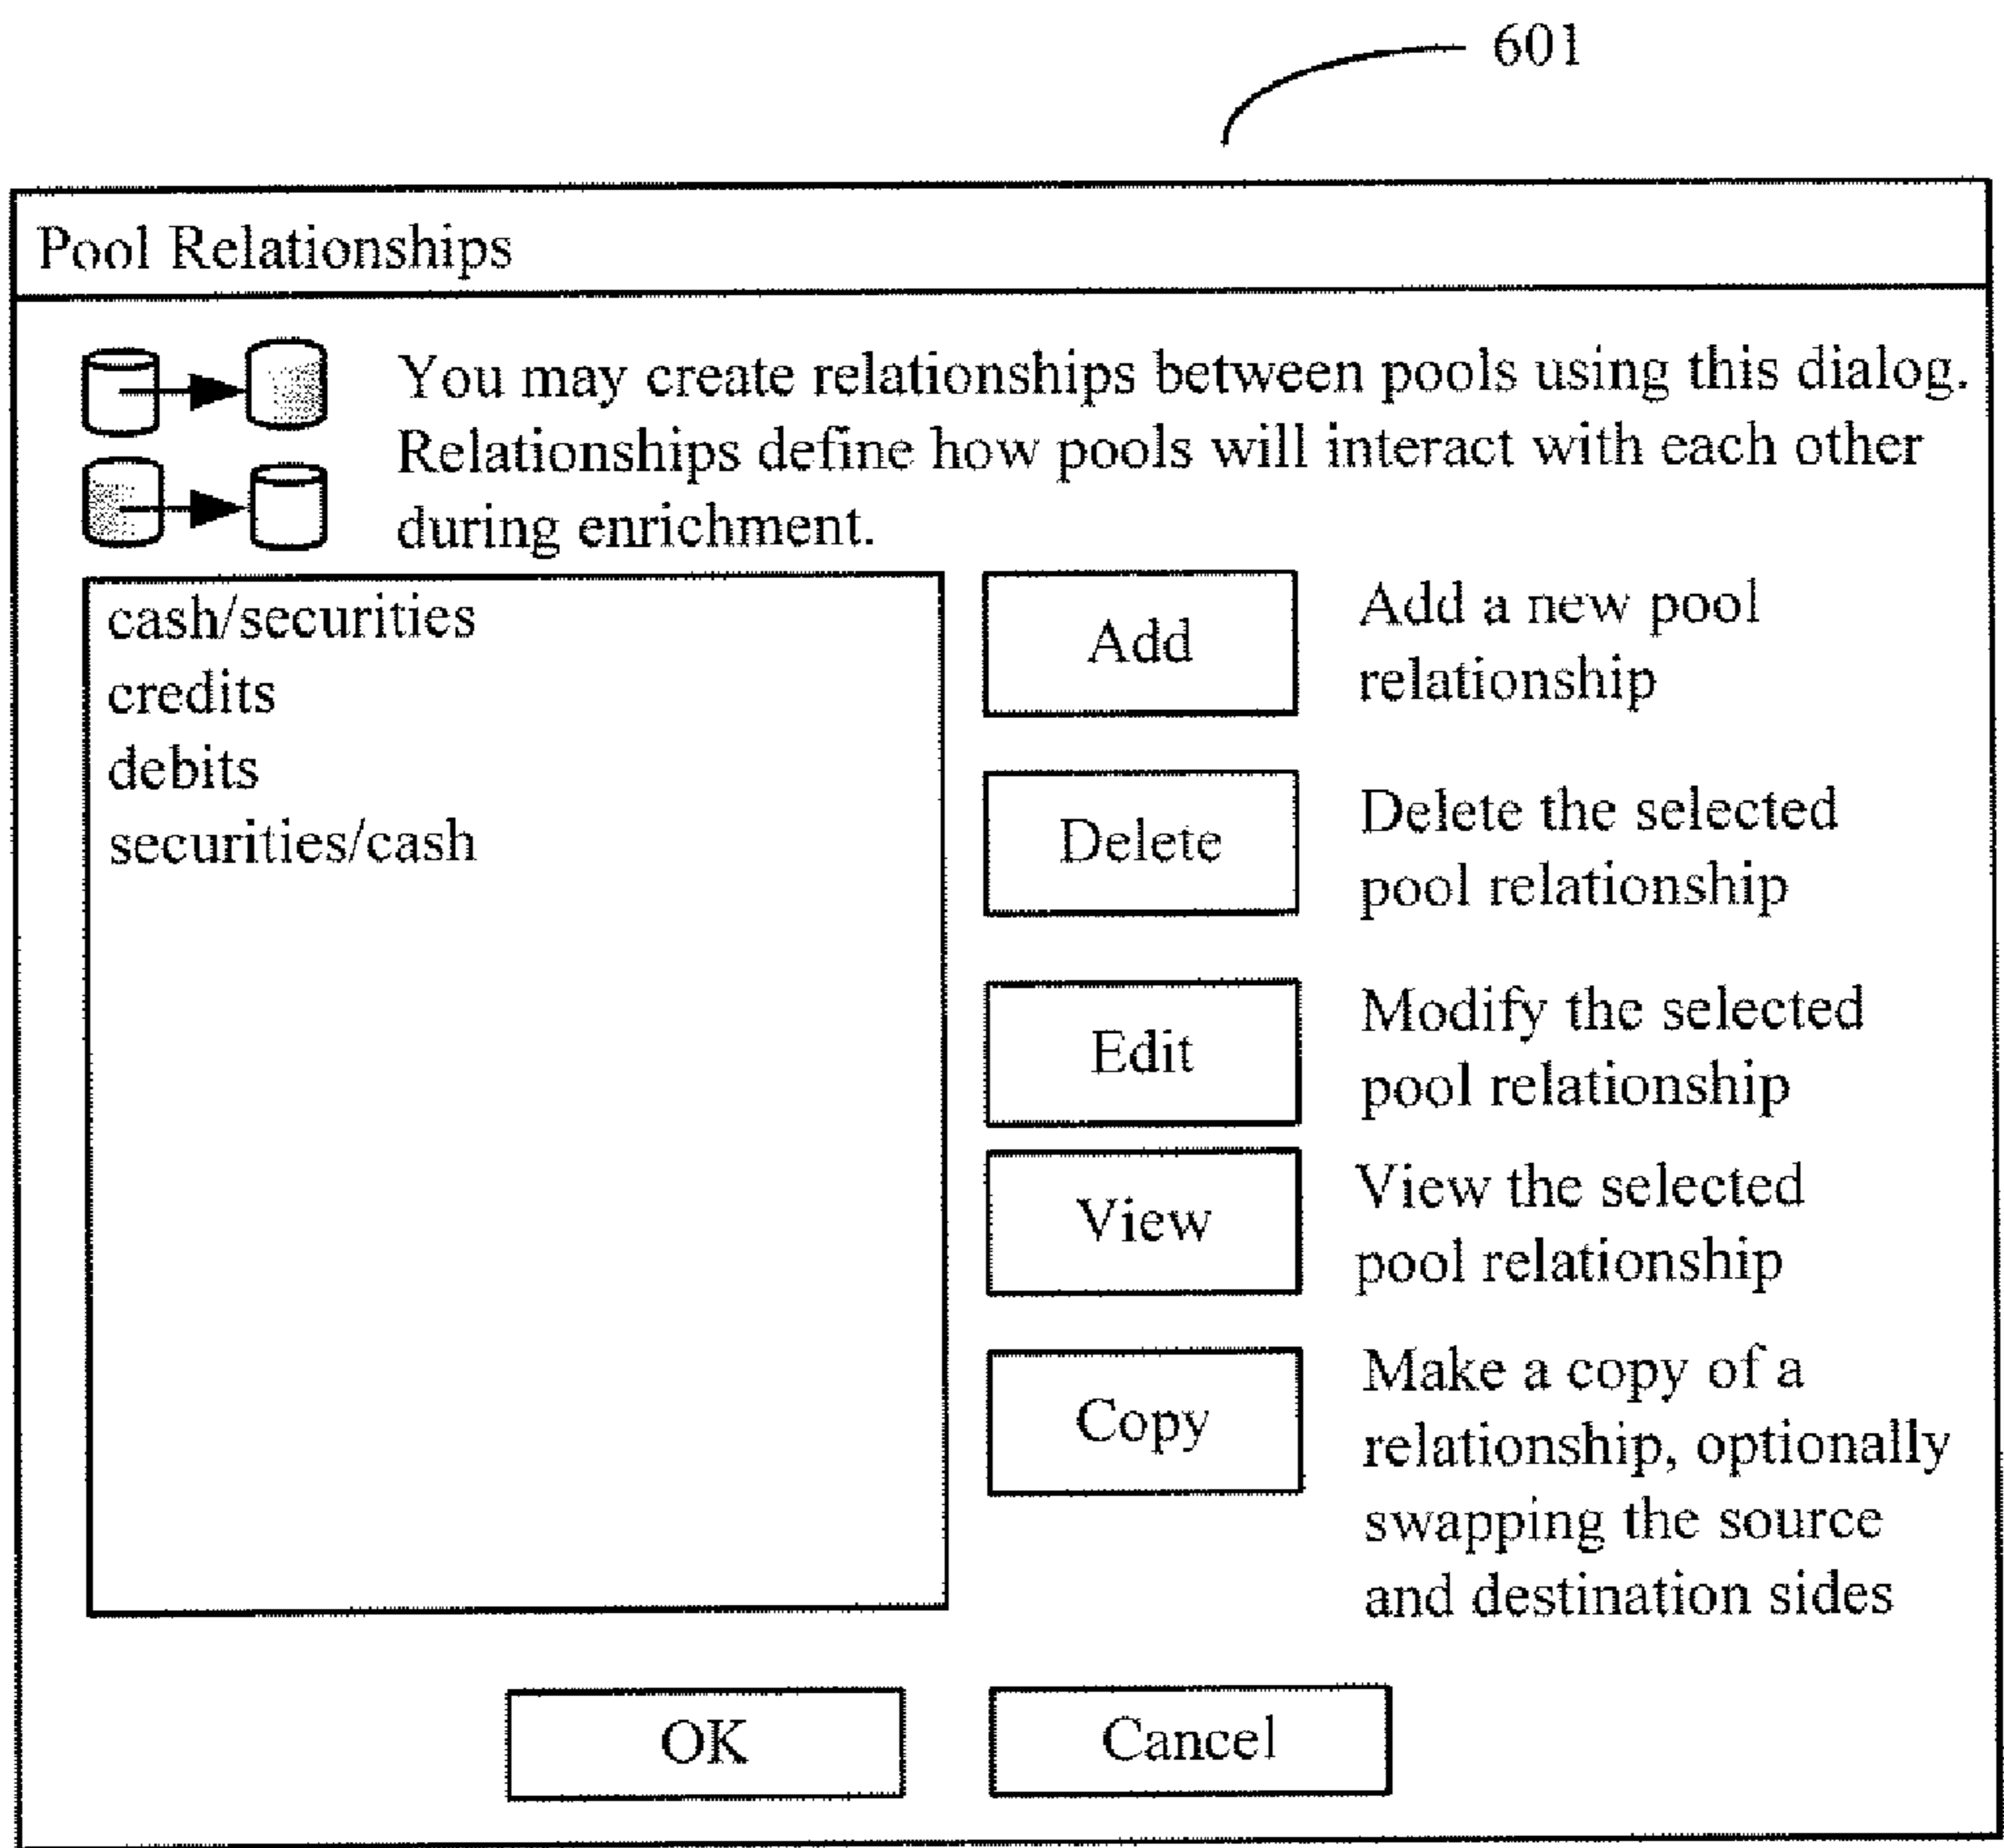 601
Pool Relationships
You may create relationships between pools using this dialog.
Relationships define how pools will interact with each other
during enrichment.
cash/securities
credits
debits
securities/cash
Add
Add a new pool
relationship
Delete
Delete the selected
pool relationship
Edit
Modify the selected
pool relationship
View
View the selected
pool relationship
Copy
Make a copy of a
relationship, optionally
swapping the source
and destination sides
OK
Cancel